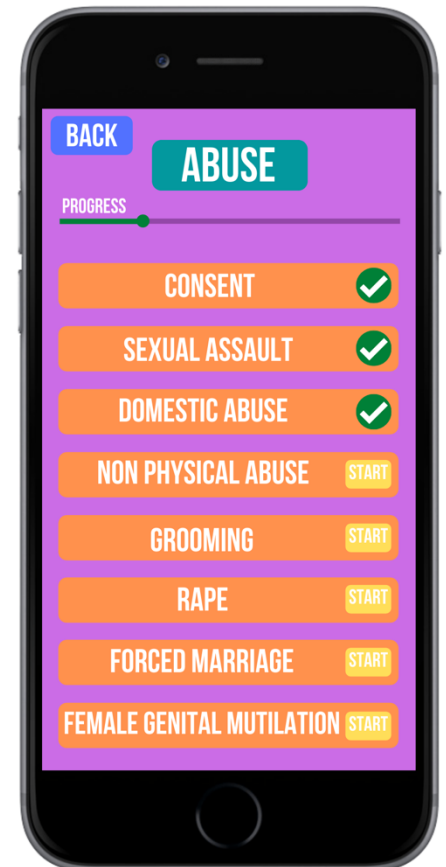 BACK
ABUSE
PROGRESS
CONSENT
SEXUAL ASSAULT
DOMESTIC ABUSE
NON PHYSICAL ABUSE START
GROOMING START
RAPE START
FORCED MARRIAGE START
FEMALE GENITAL MUTILATION START